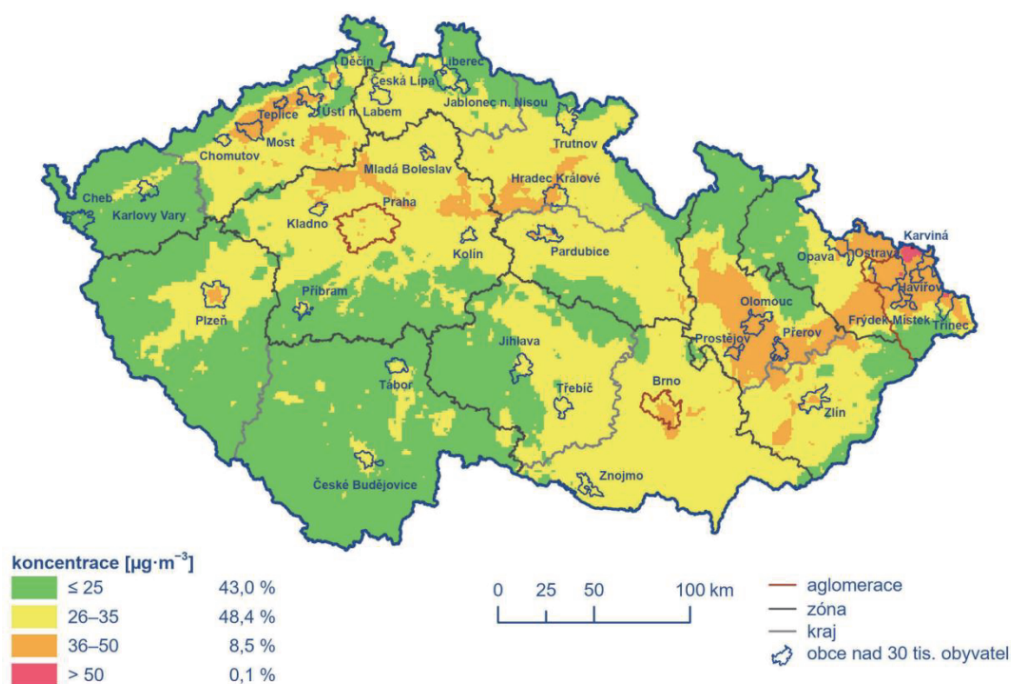 Děčín
Liberec
Česká Lípa
Teplice
Ústí n. Labem
Jablonec n. Nisou
Most
Chomutov
Trutnov
Mladá Boleslav
Hradec Králové
Cheb
Karlovy Vary
Praha
Kladno
Kolín
Pardubice
Karviná
Opava
Ostrava
Havířov
Příbram
Plzeň
Olomouc
Frýdek Místek
Třinec
Prostějov
Přerov
Jihlava
Tábor
Třebíč
Brno
Zlín
České Budějovice
Znojmo
koncentrace [µg·m⁻³]
≤ 25 43,0 %
26–35 48,4 %
36–50 8,5 %
> 50 0,1 %
0 25 50 100 km
aglomerace
zóna
kraj
obce nad 30 tis. obyvatel